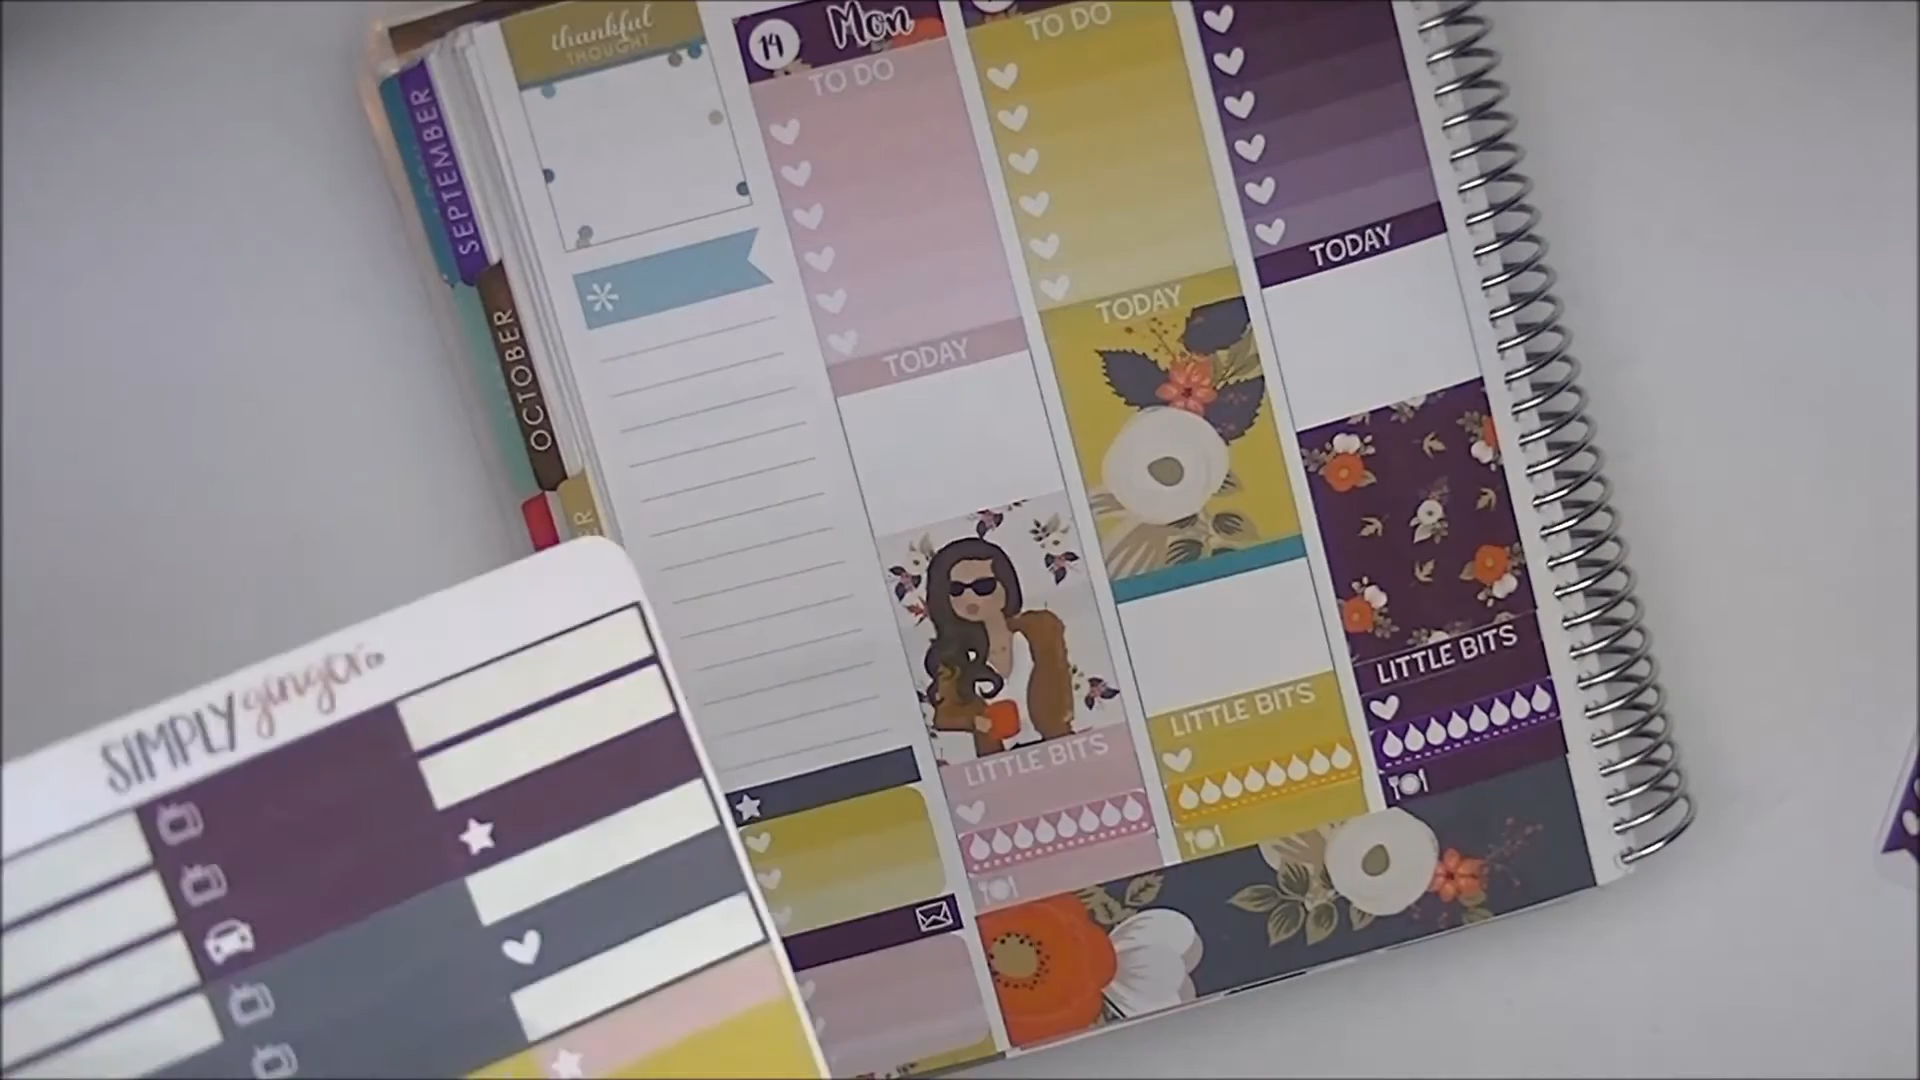 thankful
THOUGHT
14 Mon
TO DO
TO DO
SEPTEMBER
OCTOBER
TODAY
TODAY
TODAY
LITTLE BITS
LITTLE BITS
LITTLE BITS
SIMPLY ginger co